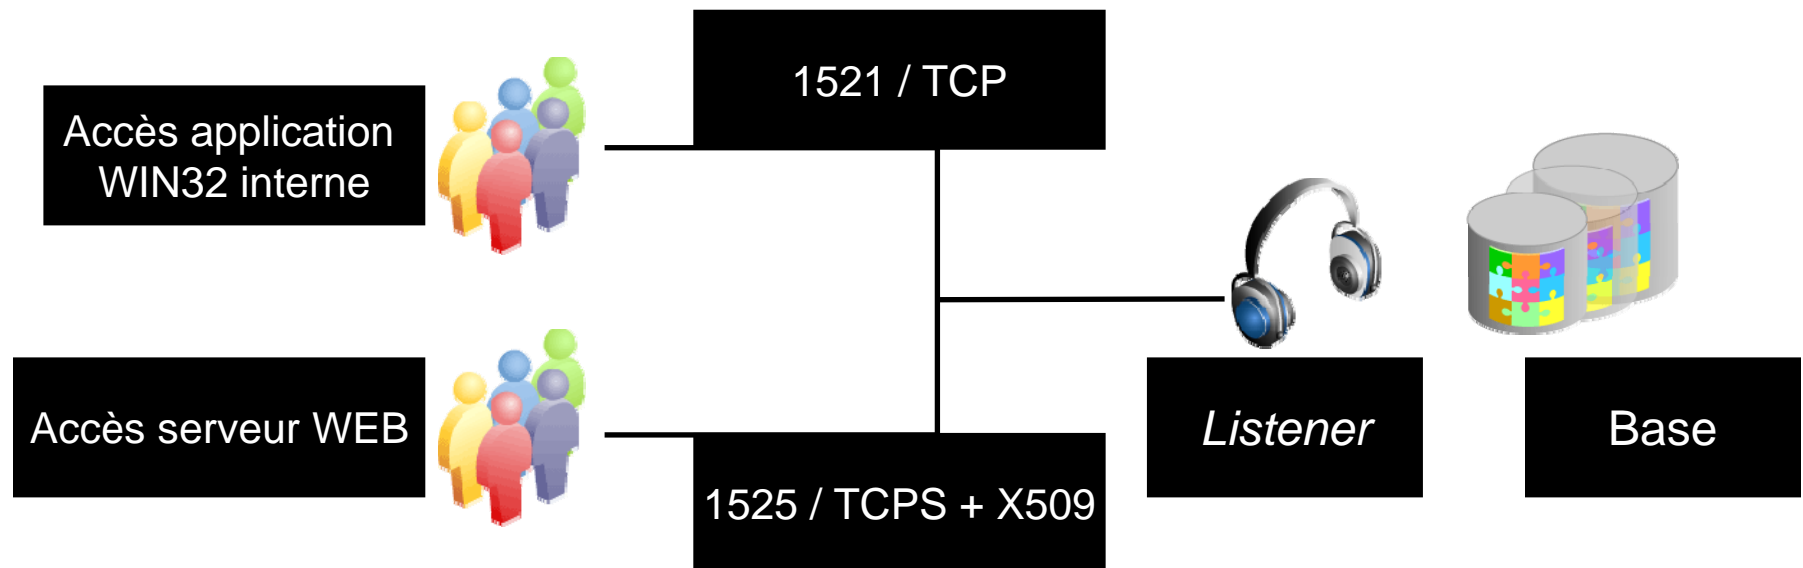 1521 / TCP
Accès application
WIN32 interne
Accès serveur WEB
1525 / TCPS + X509
Listener
Base